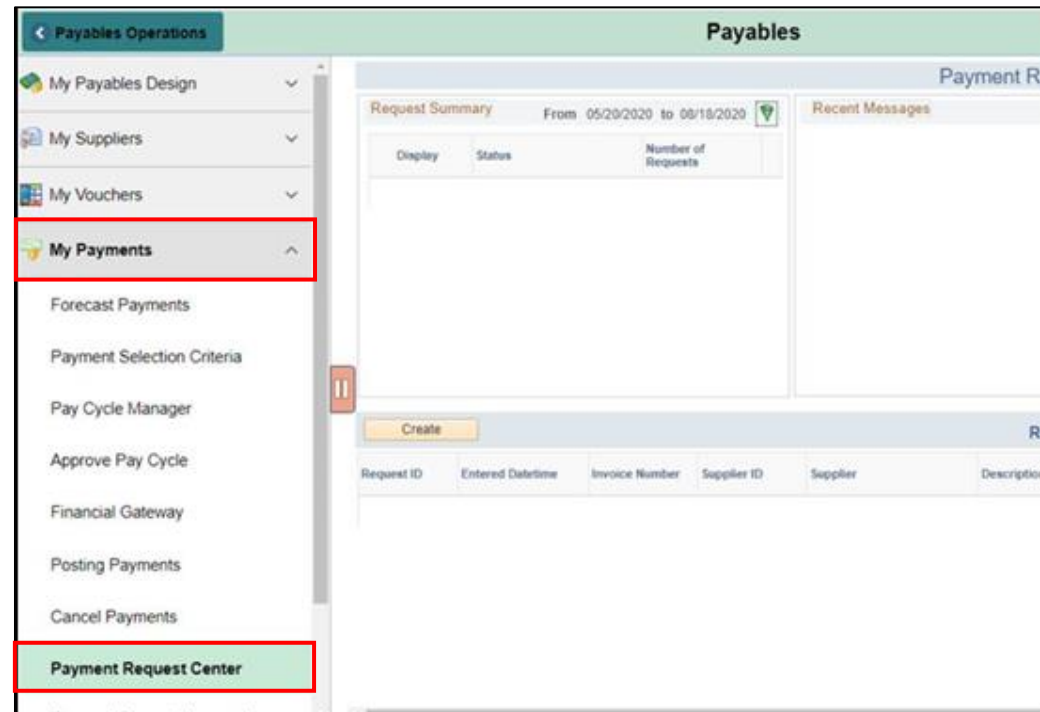 Payables Operations
Payables
My Payables Design
My Suppliers
My Vouchers
My Payments
Forecast Payments
Payment Selection Criteria
Pay Cycle Manager
Approve Pay Cycle
Financial Gateway
Posting Payments
Cancel Payments
Payment Request Center
Payment R
Request Summary From 05/20/2020 to 08/18/2020
Recent Messages
Display Status Number of
Requests
Create
R
Request ID Entered Datetime Invoice Number Supplier ID Supplier Descriptio